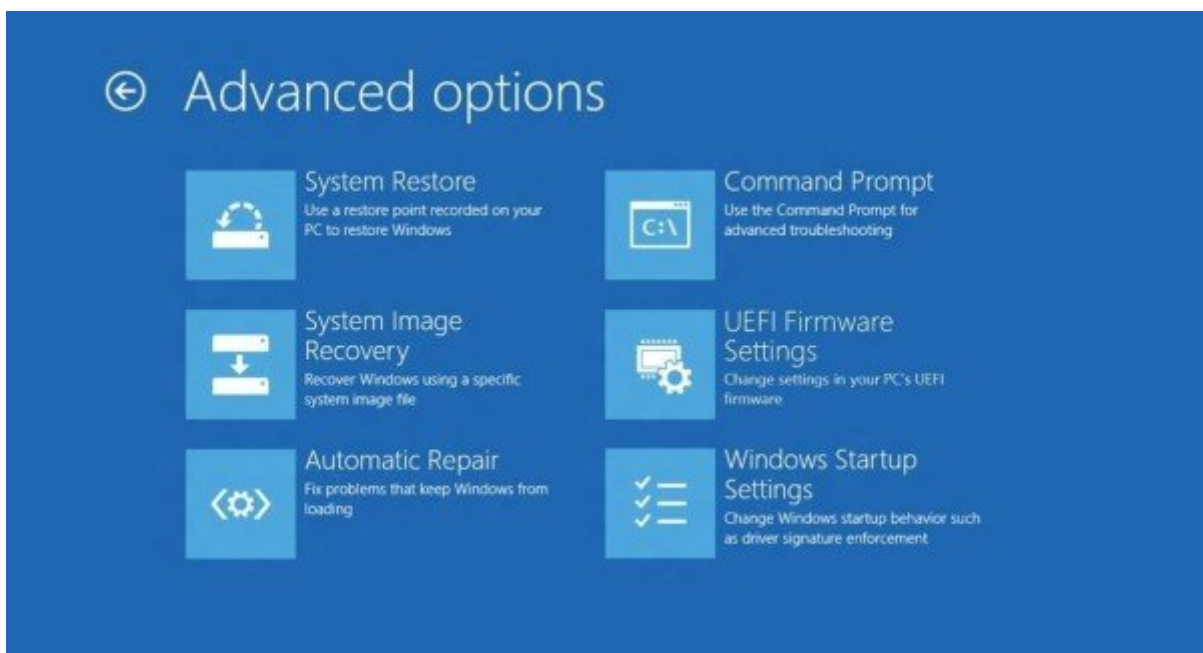 Advanced options
System Restore
Use a restore point recorded on your
PC to restore Windows
System Image
Recovery
Recover Windows using a specific
system image file
Automatic Repair
Fix problems that keep Windows from
loading
Command Prompt
Use the Command Prompt for
advanced troubleshooting
C:\
UEFI Firmware
Settings
Change settings in your PC's UEFI
firmware
Windows Startup
Settings
Change Windows startup behavior such
as driver signature enforcement